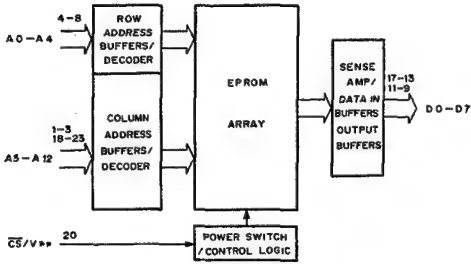 4-8
A0-A4
ROW
ADDRESS
BUFFERS/
DECODER
1-3
18-23
A5-A12
COLUMN
ADDRESS
BUFFERS/
DECODER
EPROM
ARRAY
SENSE
AMP/
DATA IN
BUFFERS
OUTPUT
BUFFERS
17-13
11-9
D0-D7
CS/VPP
20
POWER SWITCH
/CONTROL LOGIC